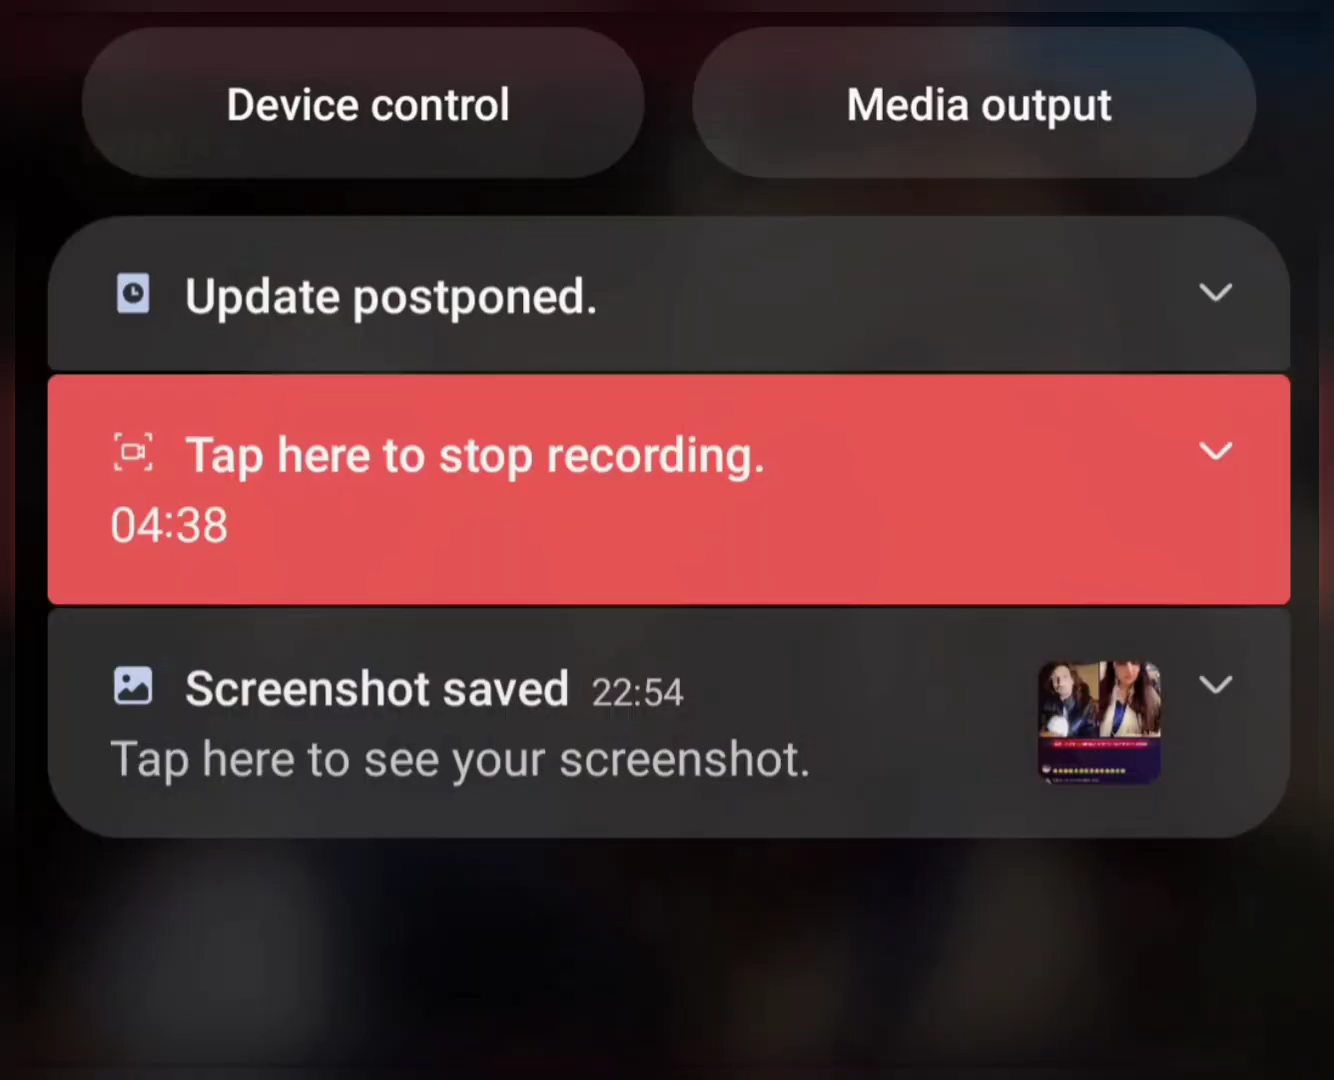 Device control
Media output
Update postponed.
Tap here to stop recording.
04:38
Screenshot saved 22:54
Tap here to see your screenshot.